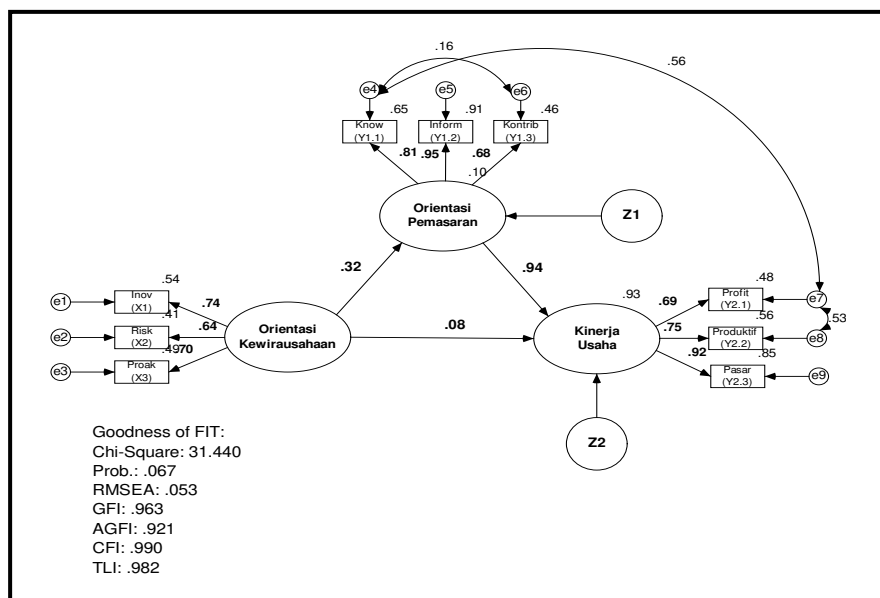 .16
.56
e4
e5
e6
.65
.91
.46
Know
(Y1.1)
Inform
(Y1.2)
Kontrib
(Y1.3)
.81
.95
.68
.10
Orientasi
Pemasaran
Z1
.32
.94
.54
e1
Inov
(X1)
.74
.41
e2
Risk
(X2)
.64
.49
.70
e3
Proak
(X3)
Orientasi
Kewirausahaan
.08
.93
Kinerja
Usaha
.69
.48
Profit
(Y2.1)
e7
.75
.56
.53
Produktif
(Y2.2)
e8
.92
.85
Pasar
(Y2.3)
e9
Z2
Goodness of FIT:
Chi-Square: 31.440
Prob.: .067
RMSEA: .053
GFI: .963
AGFI: .921
CFI: .990
TLI: .982